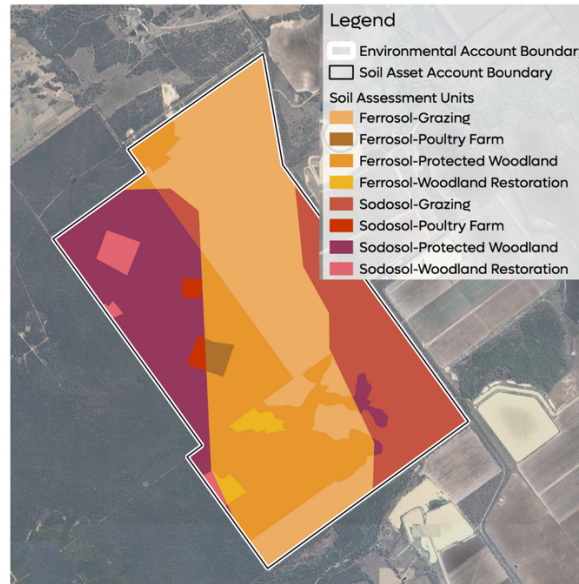 Legend
Environmental Account Boundar
Soil Asset Account Boundary
Soil Assessment Units
Ferrosol-Grazing
Ferrosol-Poultry Farm
Ferrosol-Protected Woodland
Ferrosol-Woodland Restoration
Sodosol-Grazing
Sodosol-Poultry Farm
Sodosol-Protected Woodland
Sodosol-Woodland Restoration